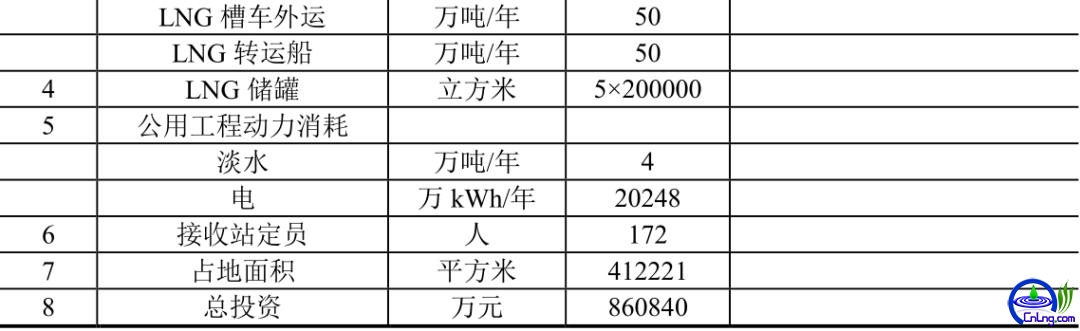 LNG 槽车外运 万吨/年 50
LNG 转运船 万吨/年 50
4 LNG 储罐 立方米 5×200000
5 公用工程动力消耗
淡水 万吨/年 4
电 万 kWh/年 20248
6 接收站定员 人 172
7 占地面积 平方米 412221
8 总投资 万元 860840
CnLng.com